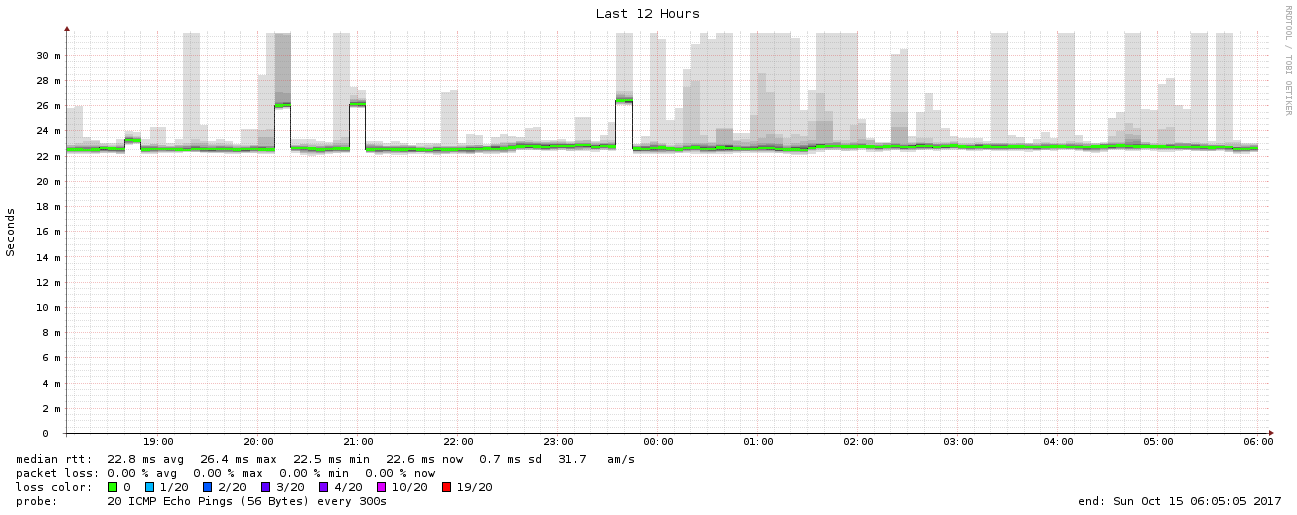 Last 12 Hours
RRDTOOL / TOBI OETIKER
Seconds
30 m
28 m
26 m
24 m
22 m
20 m
18 m
16 m
14 m
12 m
10 m
8 m
6 m
4 m
2 m
0
19:00 20:00 21:00 22:00 23:00 00:00 01:00 02:00 03:00 04:00 05:00 06:00
median rtt: 22.8 ms avg 26.4 ms max 22.5 ms min 22.6 ms now 0.7 ms sd 31.7 am/s
packet loss: 0.00 % avg 0.00 % max 0.00 % min 0.00 % now
loss color: 0 1/20 2/20 3/20 4/20 10/20 19/20
probe: 20 ICMP Echo Pings (56 Bytes) every 300s end: Sun Oct 15 06:05:05 2017